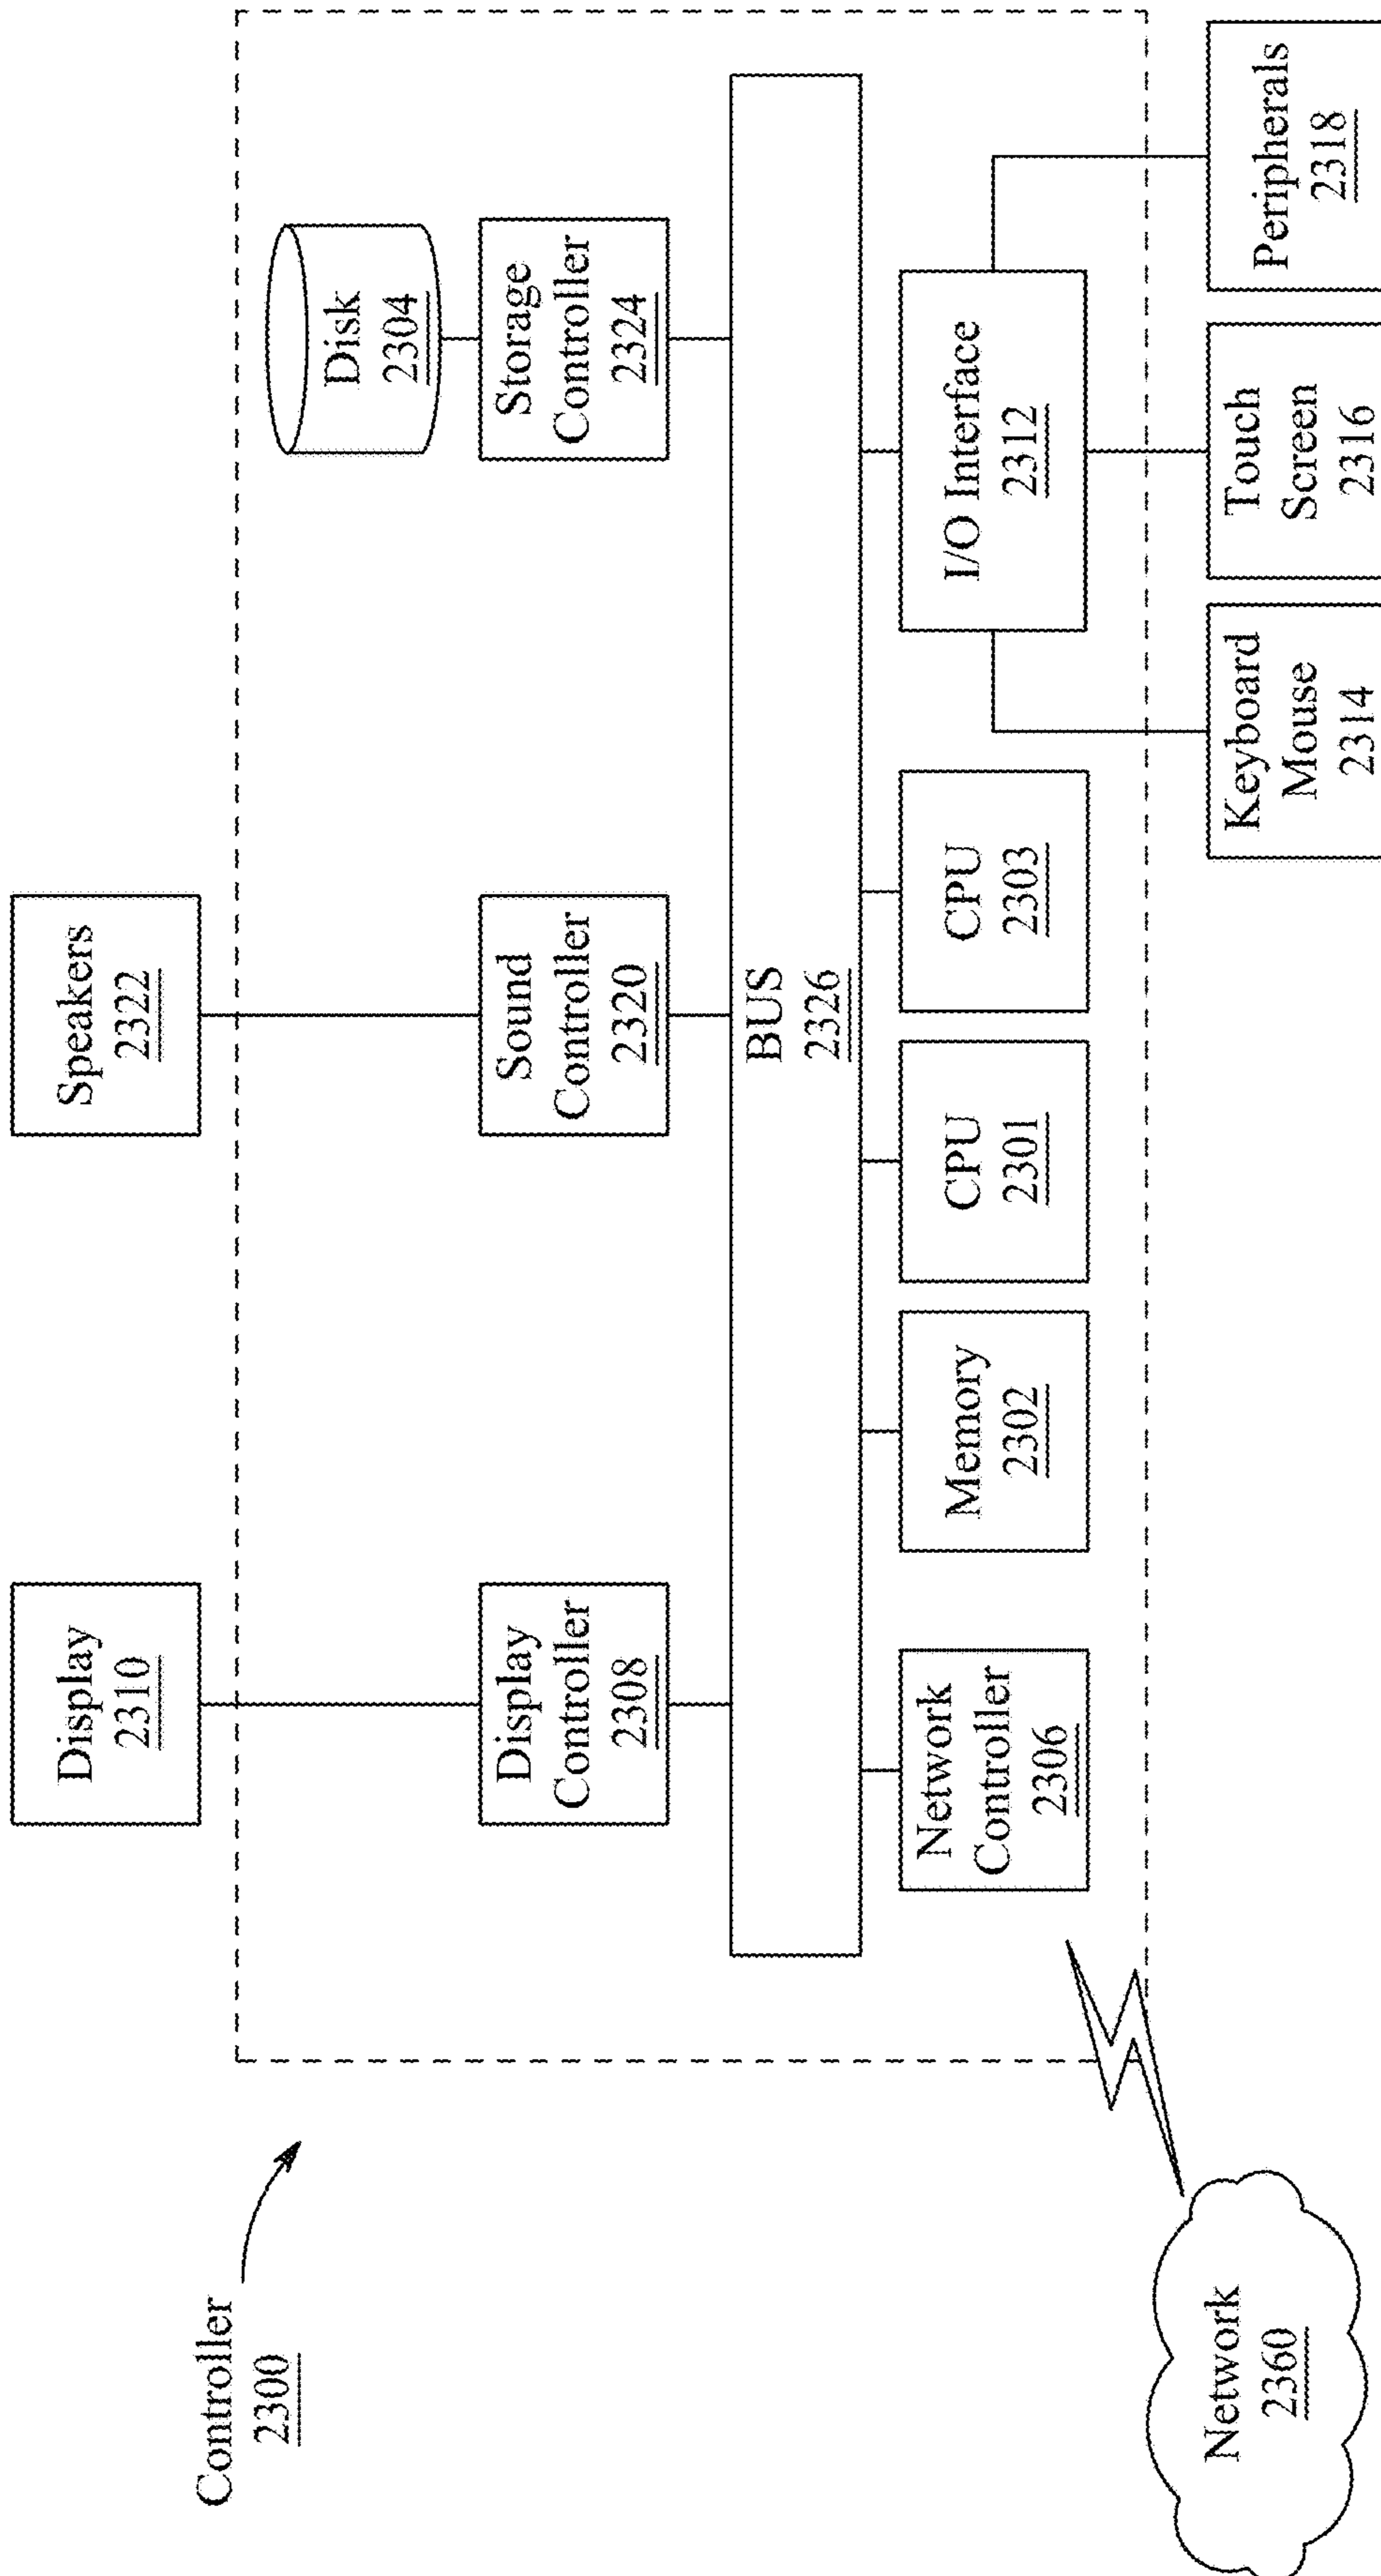 Controller
2300
Display
2310
Speakers
2322
Disk
2304
Display
Controller
2308
Sound
Controller
2320
Storage
Controller
2324
BUS
2326
Network
Controller
2306
Memory
2302
CPU
2301
CPU
2303
I/O Interface
2312
Network
2360
Keyboard
Mouse
2314
Touch
Screen
2316
Peripherals
2318